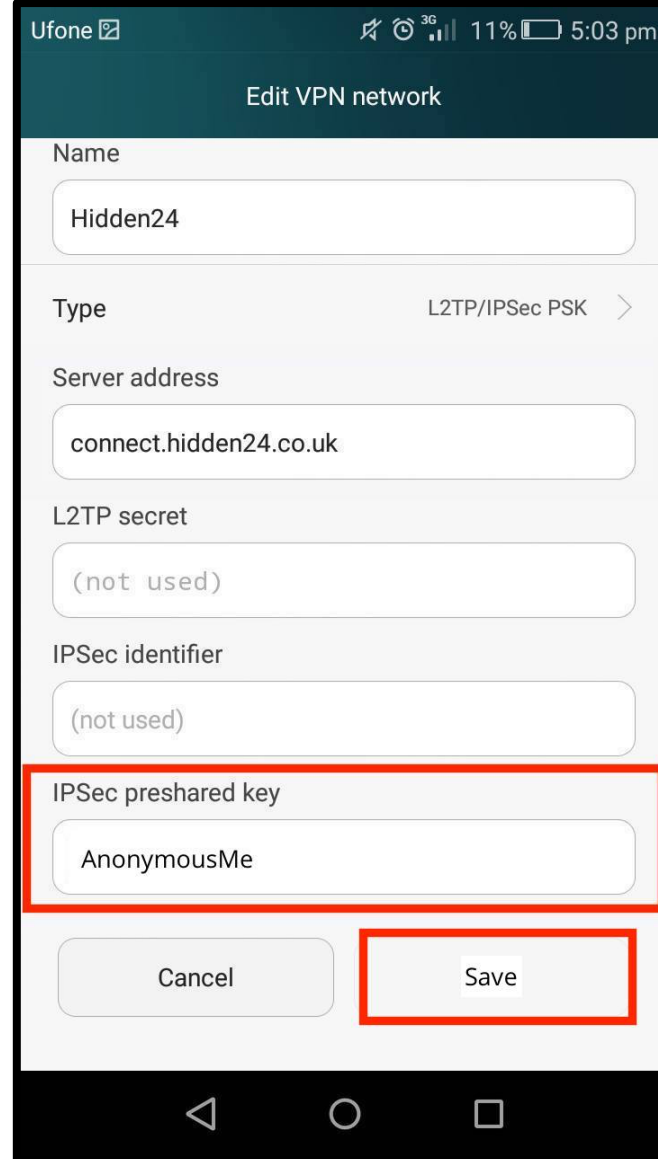 Ufone 3G 11% 5:03 pm
Edit VPN network
Name
Hidden24
Type L2TP/IPSec PSK
Server address
connect.hidden24.co.uk
L2TP secret
(not used)
IPSec identifier
(not used)
IPSec preshared key
AnonymousMe
Cancel Save